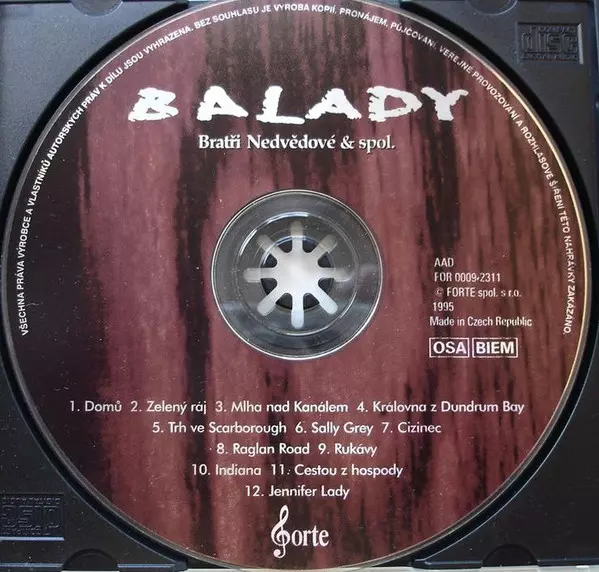 VŠECHNA PRÁVA VÝROBCE A VLASTNÍKŮ AUTORSKÝCH PRÁV K DÍLU JSOU VYHRAZENA. BEZ SOUHLASU JE VÝROBA KOPIÍ, PRONÁJEM, PŮJČOVÁNÍ, VEŘEJNÉ PROVOZOVÁNÍ A ROZHLASOVÉ ŠÍŘENÍ TÉTO NAHRÁVKY ZAKÁZÁNO.
BALADY
Bratři Nedvědové & spol.
AAD
FOR 0009-2311
© FORTE spol. s r.o.
1995
Made in Czech Republic
OSA BIEM
1. Domů 2. Zelený ráj 3. Mlha nad Kanálem 4. Královna z Dundrum Bay
5. Trh ve Scarborough 6. Sally Grey 7. Cizinec
8. Raglan Road 9. Rukávy
10. Indiana 11. Cestou z hospody
12. Jennifer Lady
Forte